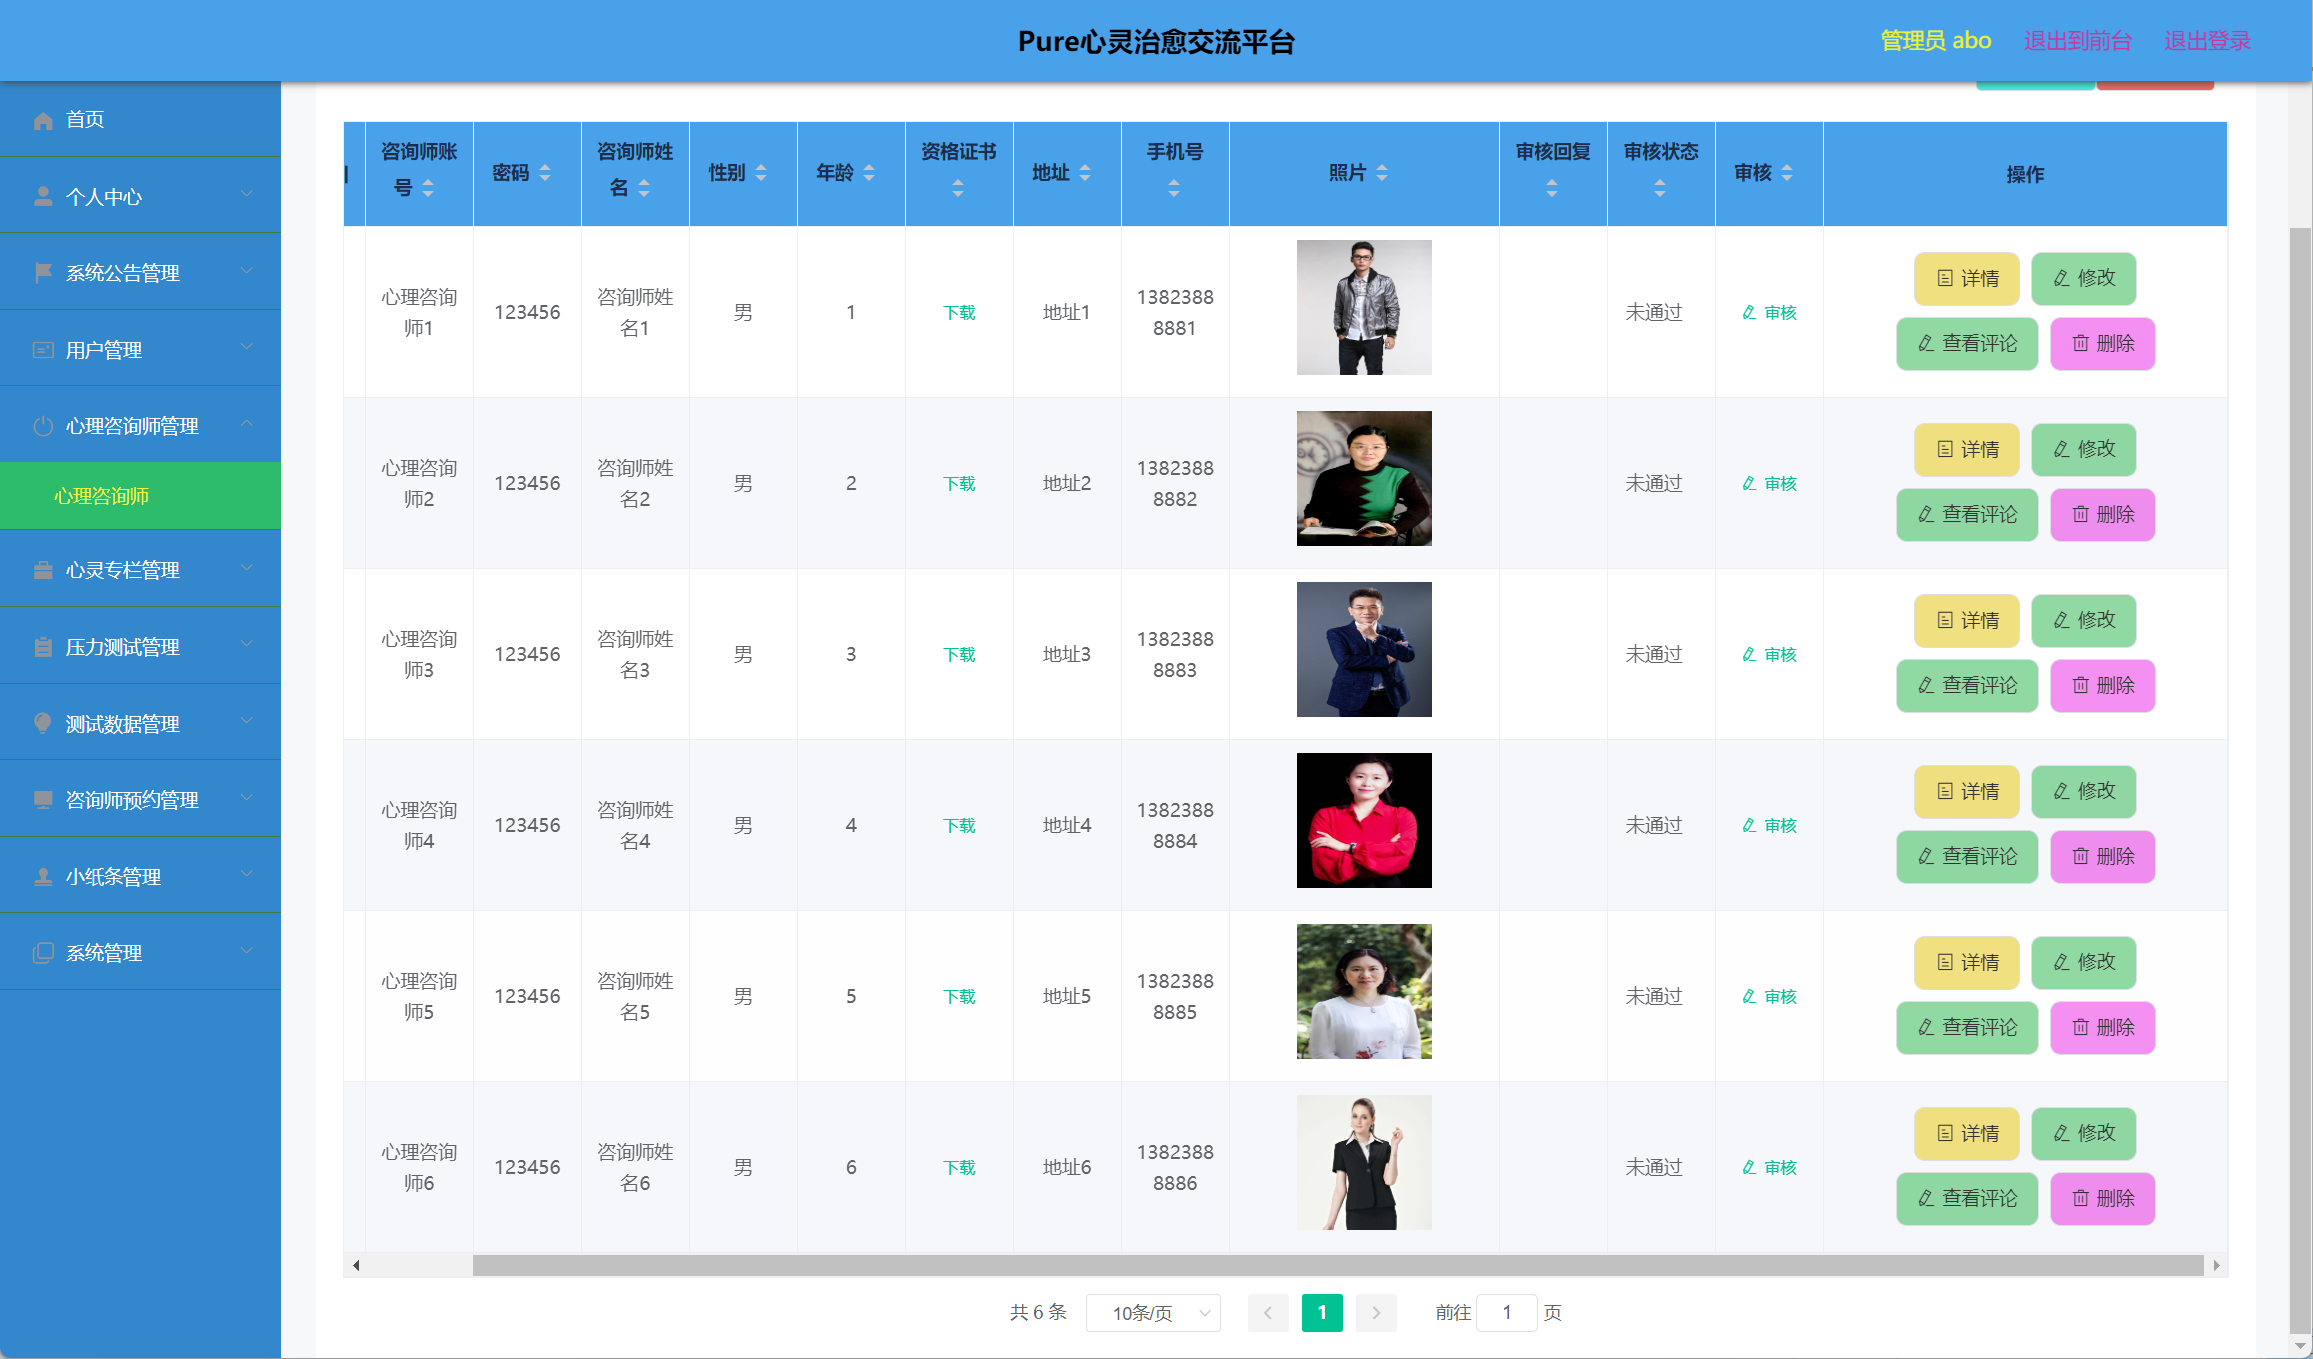 Pure心灵治愈交流平台
管理员 abo 退出到前台 退出登录
首页
个人中心
系统公告管理
用户管理
心理咨询师管理
心理咨询师
心灵专栏管理
压力测试管理
测试数据管理
咨询师预约管理
小纸条管理
系统管理
咨询师账号 密码 咨询师姓名 性别 年龄 资格证书 地址 手机号 照片 审核回复 审核状态 审核 操作
心理咨询师1 123456 咨询师姓名1 男 1 下载 地址1 13823888881 未通过 审核 详情 修改 查看评论 删除
心理咨询师2 123456 咨询师姓名2 男 2 下载 地址2 13823888882 未通过 审核 详情 修改 查看评论 删除
心理咨询师3 123456 咨询师姓名3 男 3 下载 地址3 13823888883 未通过 审核 详情 修改 查看评论 删除
心理咨询师4 123456 咨询师姓名4 男 4 下载 地址4 13823888884 未通过 审核 详情 修改 查看评论 删除
心理咨询师5 123456 咨询师姓名5 男 5 下载 地址5 13823888885 未通过 审核 详情 修改 查看评论 删除
心理咨询师6 123456 咨询师姓名6 男 6 下载 地址6 13823888886 未通过 审核 详情 修改 查看评论 删除
共 6 条 10条/页 1 前往 1 页